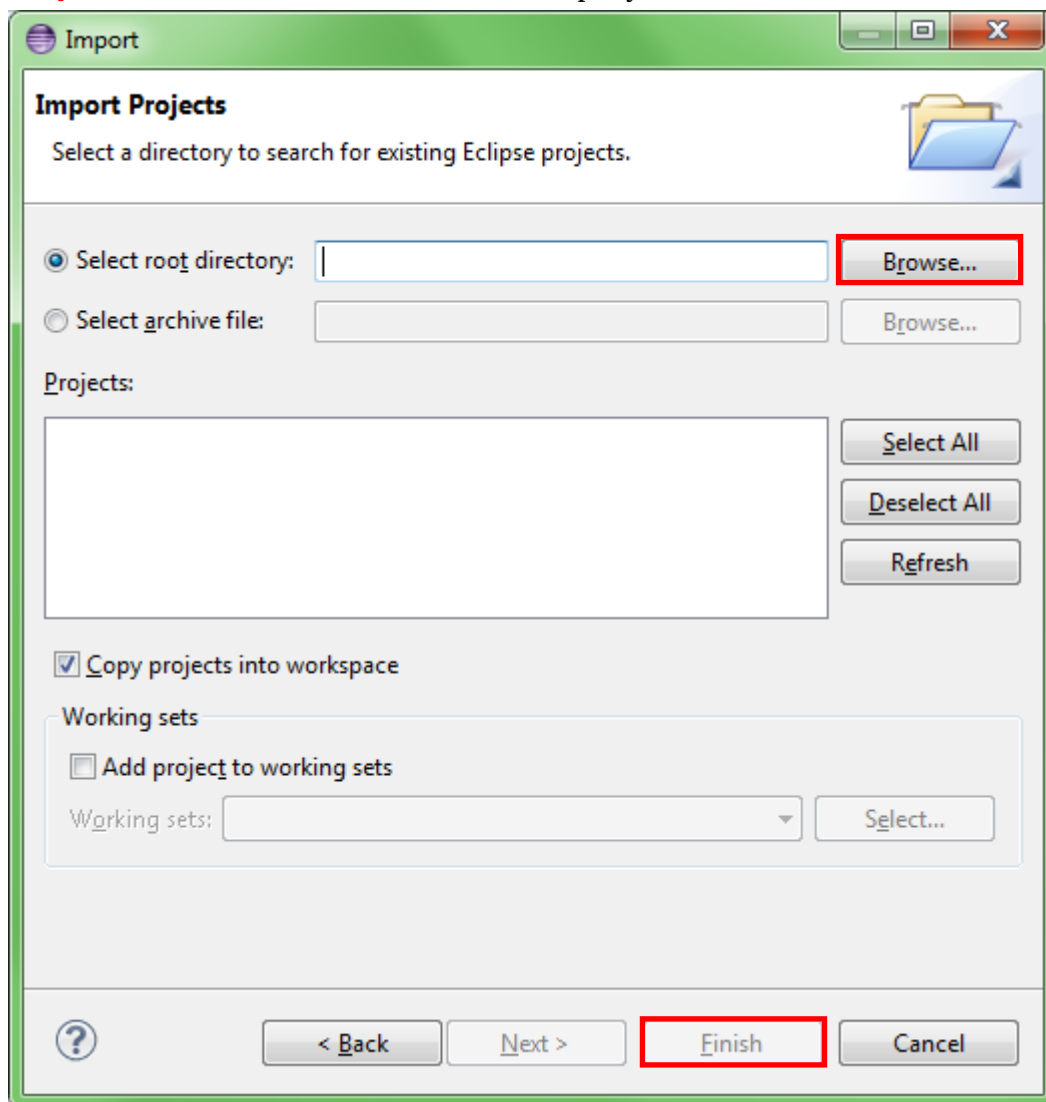 Import
Import Projects
Select a directory to search for existing Eclipse projects.
Select root directory: Browse...
Select archive file: Browse...
Projects:
Select All
Deselect All
Refresh
Copy projects into workspace
Working sets
Add project to working sets
Working sets: Select...
< Back Next > Finish Cancel